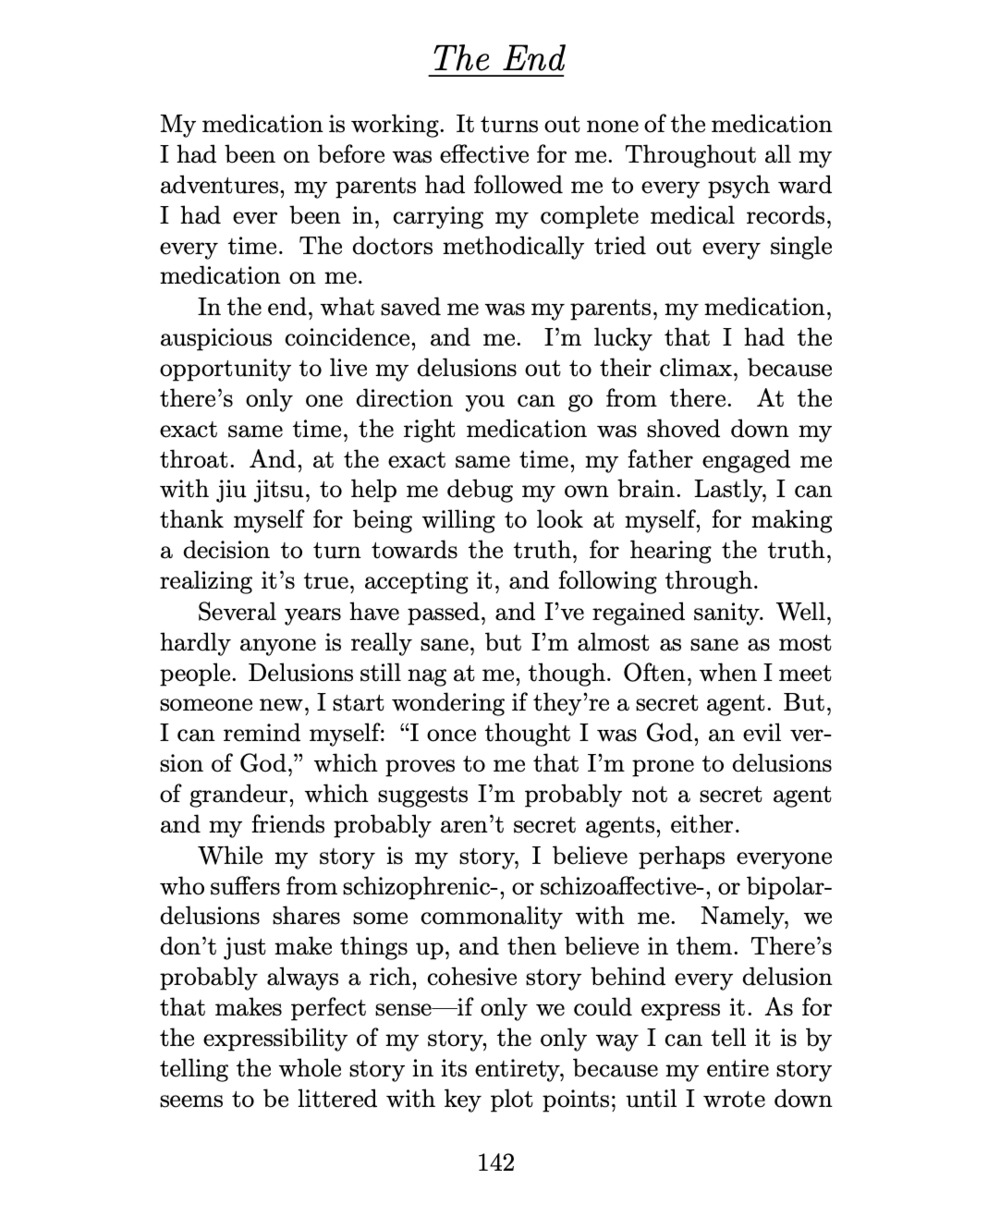 The End
My medication is working. It turns out none of the medication
I had been on before was effective for me. Throughout all my
adventures, my parents had followed me to every psych ward
I had ever been in, carrying my complete medical records,
every time. The doctors methodically tried out every single
medication on me.
In the end, what saved me was my parents, my medication,
auspicious coincidence, and me. I’m lucky that I had the
opportunity to live my delusions out to their climax, because
there’s only one direction you can go from there. At the
exact same time, the right medication was shoved down my
throat. And, at the exact same time, my father engaged me
with jiu jitsu, to help me debug my own brain. Lastly, I can
thank myself for being willing to look at myself, for making
a decision to turn towards the truth, for hearing the truth,
realizing it’s true, accepting it, and following through.
Several years have passed, and I’ve regained sanity. Well,
hardly anyone is really sane, but I’m almost as sane as most
people. Delusions still nag at me, though. Often, when I meet
someone new, I start wondering if they’re a secret agent. But,
I can remind myself: “I once thought I was God, an evil ver-
sion of God,” which proves to me that I’m prone to delusions
of grandeur, which suggests I’m probably not a secret agent
and my friends probably aren’t secret agents, either.
While my story is my story, I believe perhaps everyone
who suffers from schizophrenic-, or schizoaffective-, or bipolar-
delusions shares some commonality with me. Namely, we
don’t just make things up, and then believe in them. There’s
probably always a rich, cohesive story behind every delusion
that makes perfect sense—if only we could express it. As for
the expressibility of my story, the only way I can tell it is by
telling the whole story in its entirety, because my entire story
seems to be littered with key plot points; until I wrote down
142